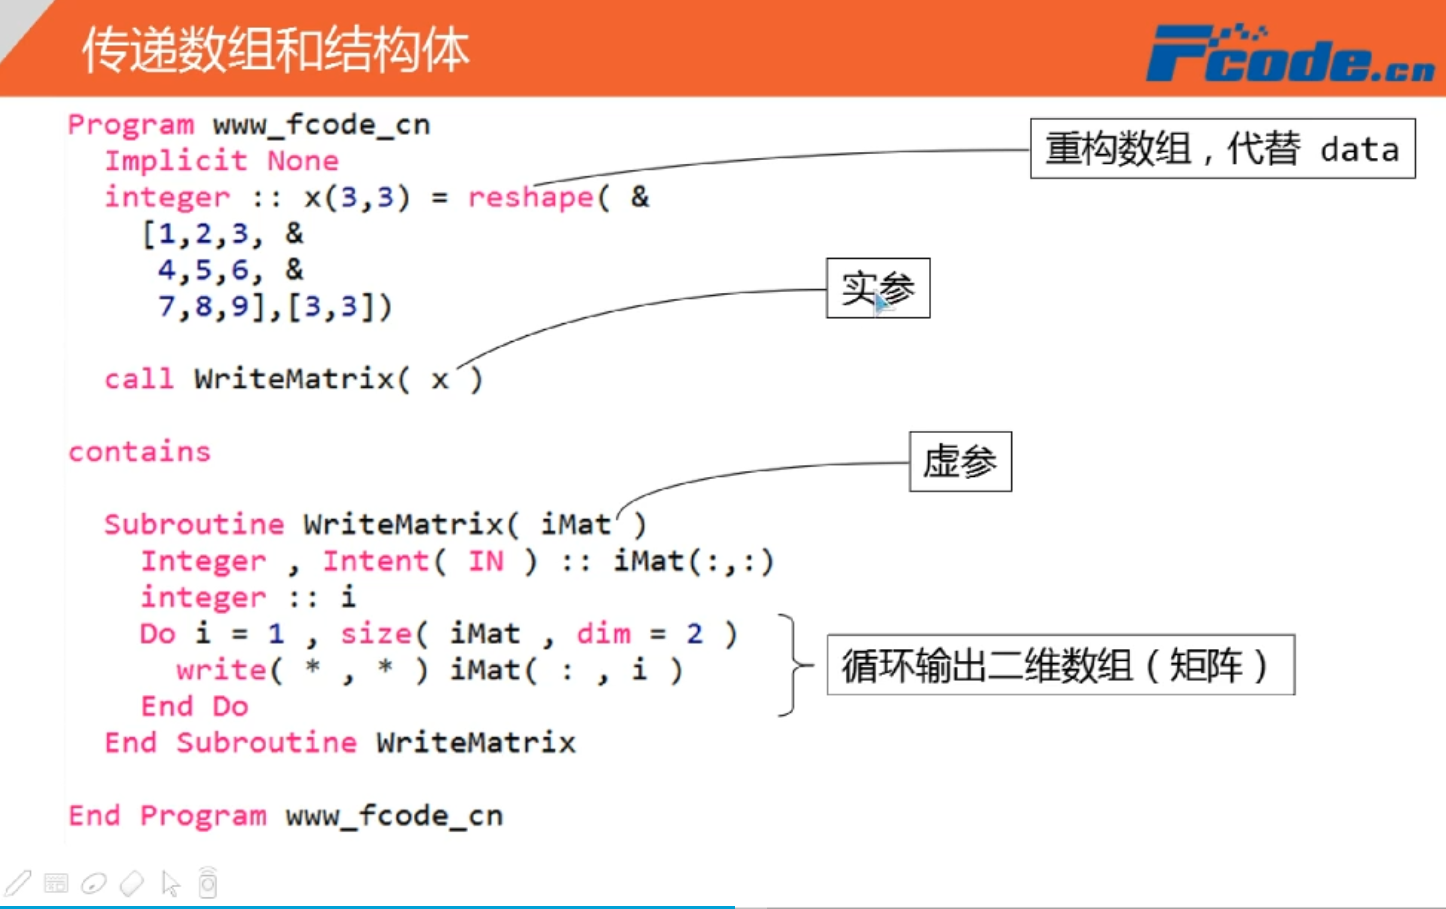 传递数组和结构体
Fcode.cn
Program www_fcode_cn
Implicit None
重构数组，代替 data
integer :: x(3,3) = reshape( &
[1,2,3, &
4,5,6, &
7,8,9],[3,3])
实参
call WriteMatrix( x )
contains
虚参
Subroutine WriteMatrix( iMat )
Integer , Intent( IN ) :: iMat(:,:)
integer :: i
Do i = 1 , size( iMat , dim = 2 )
write( * , * ) iMat( : , i )
End Do
循环输出二维数组（矩阵）
End Subroutine WriteMatrix
End Program www_fcode_cn